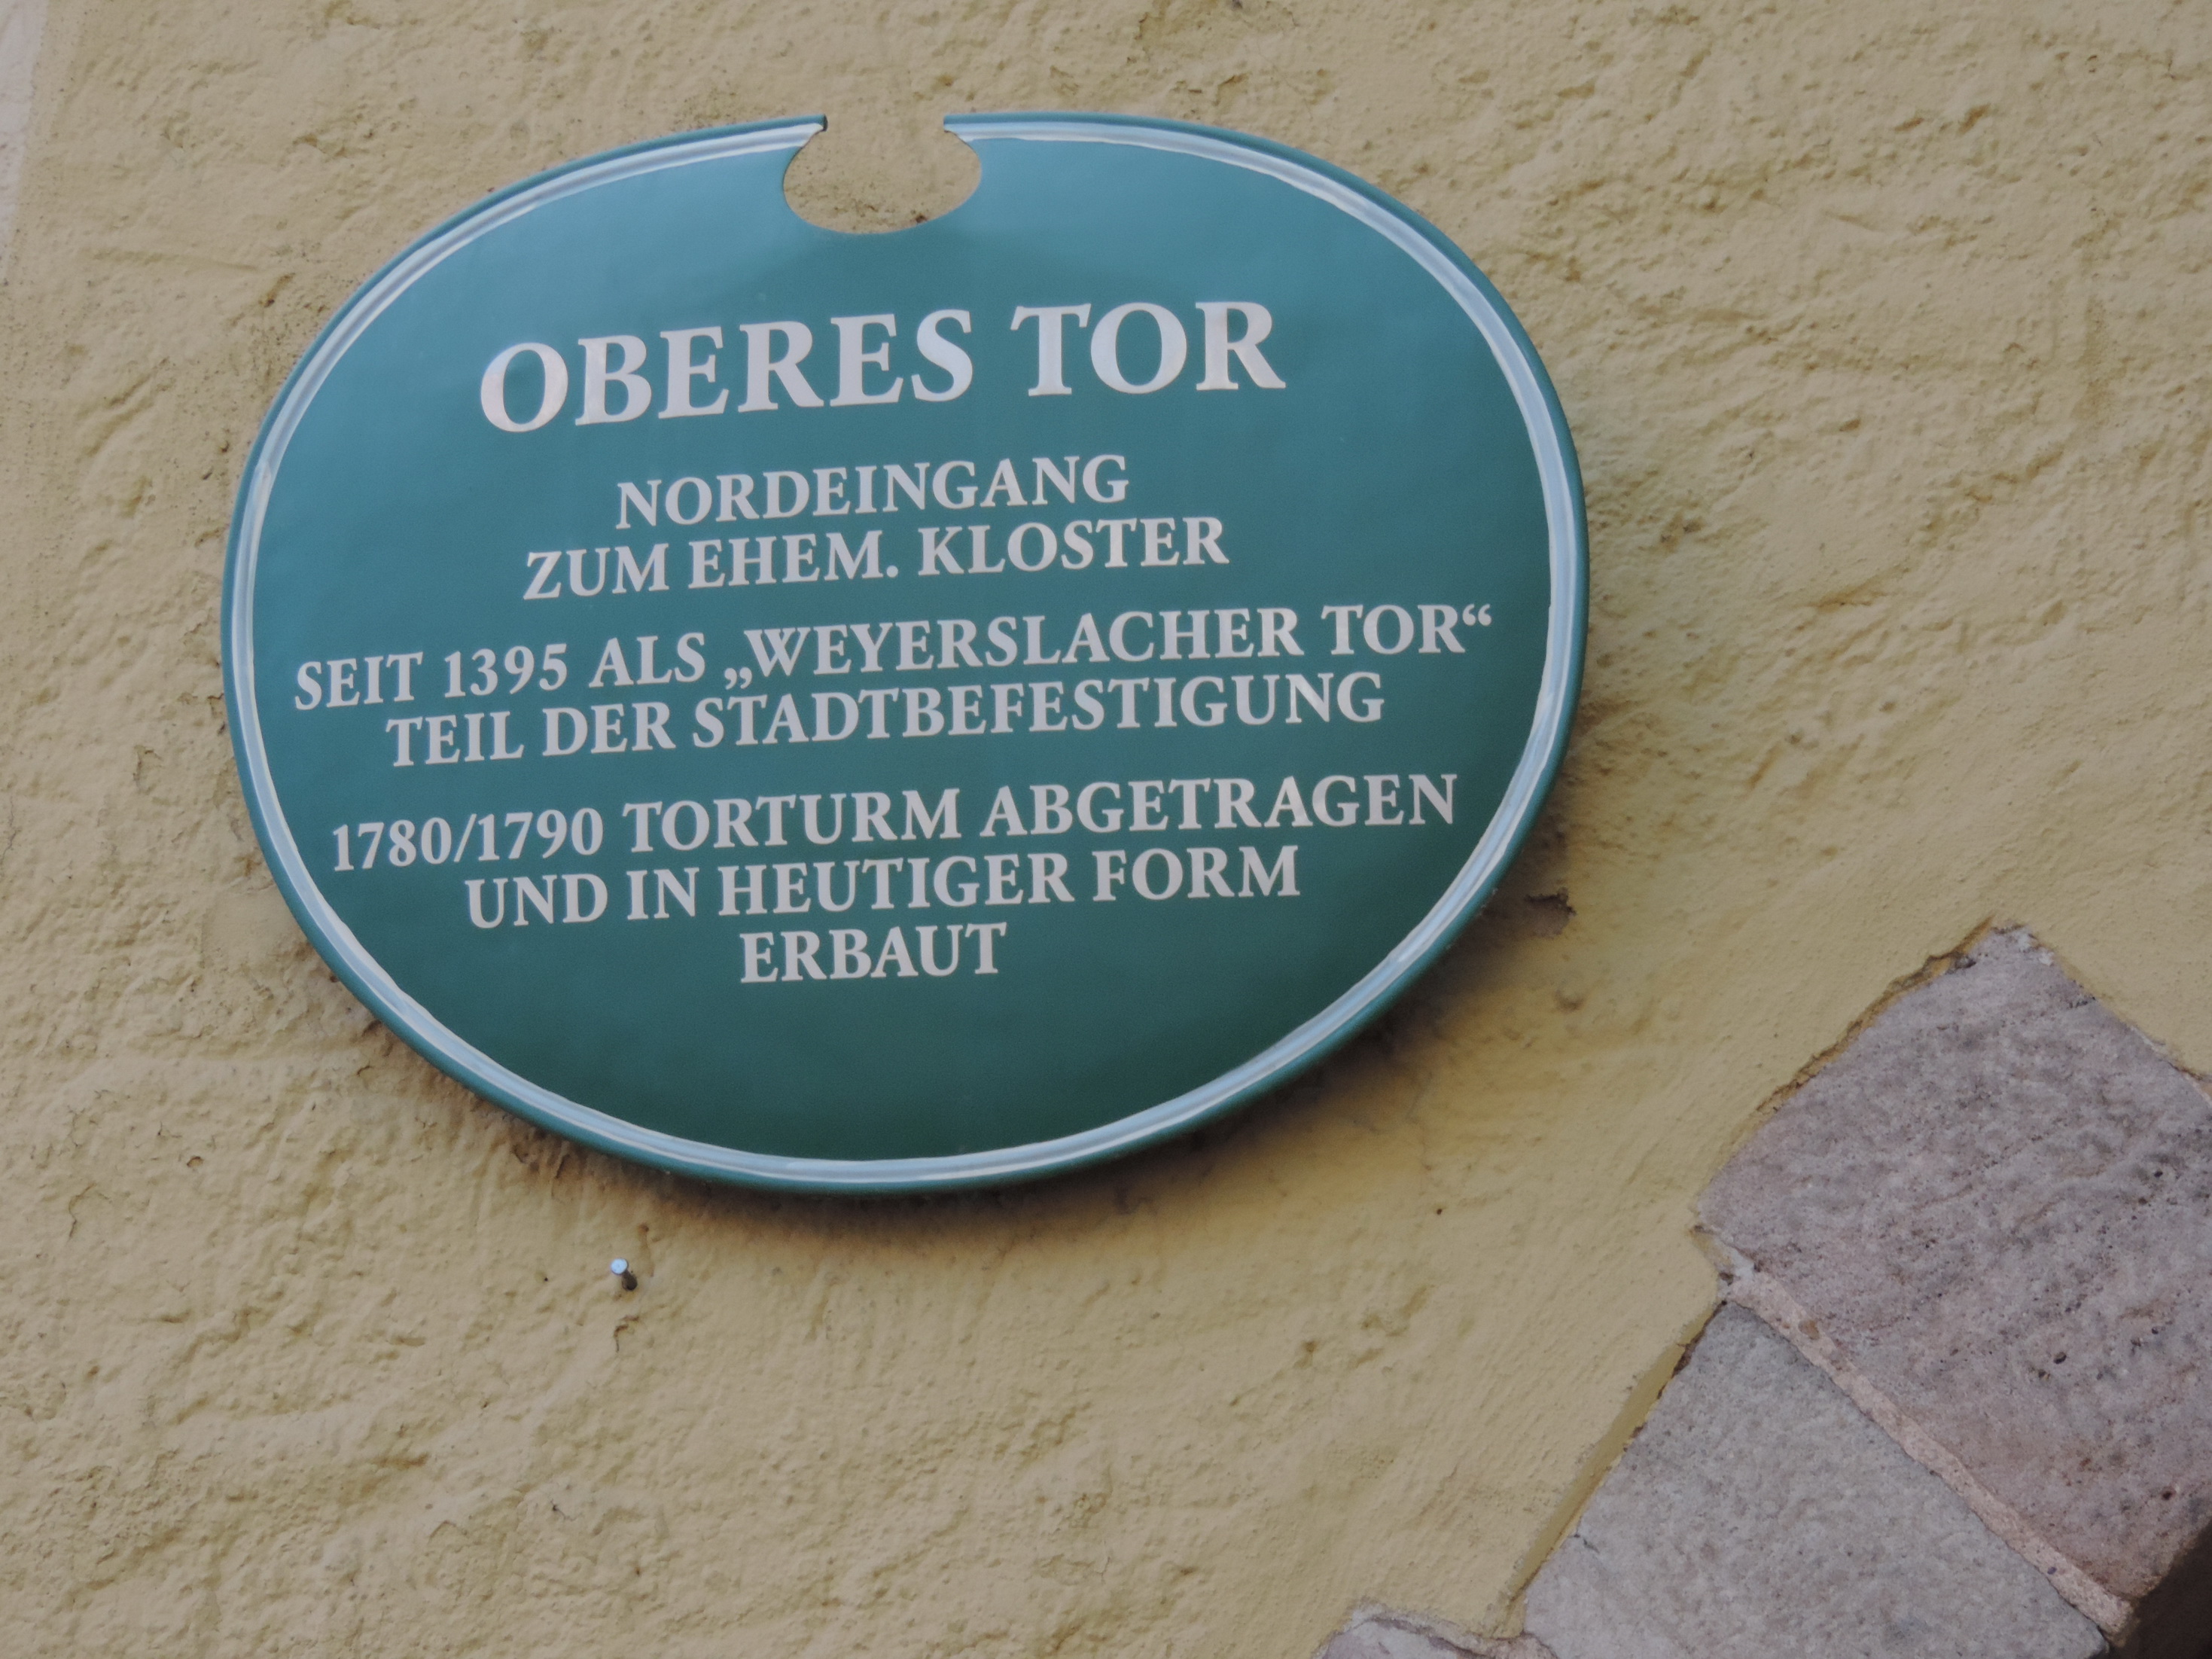 OBERES TOR
NORDEINGANG
ZUM EHEM. KLOSTER
SEIT 1395 ALS „WEYERSLACHER TOR“
TEIL DER STADTBEFESTIGUNG
1780/1790 TORTURM ABGETRAGEN
UND IN HEUTIGER FORM
ERBAUT